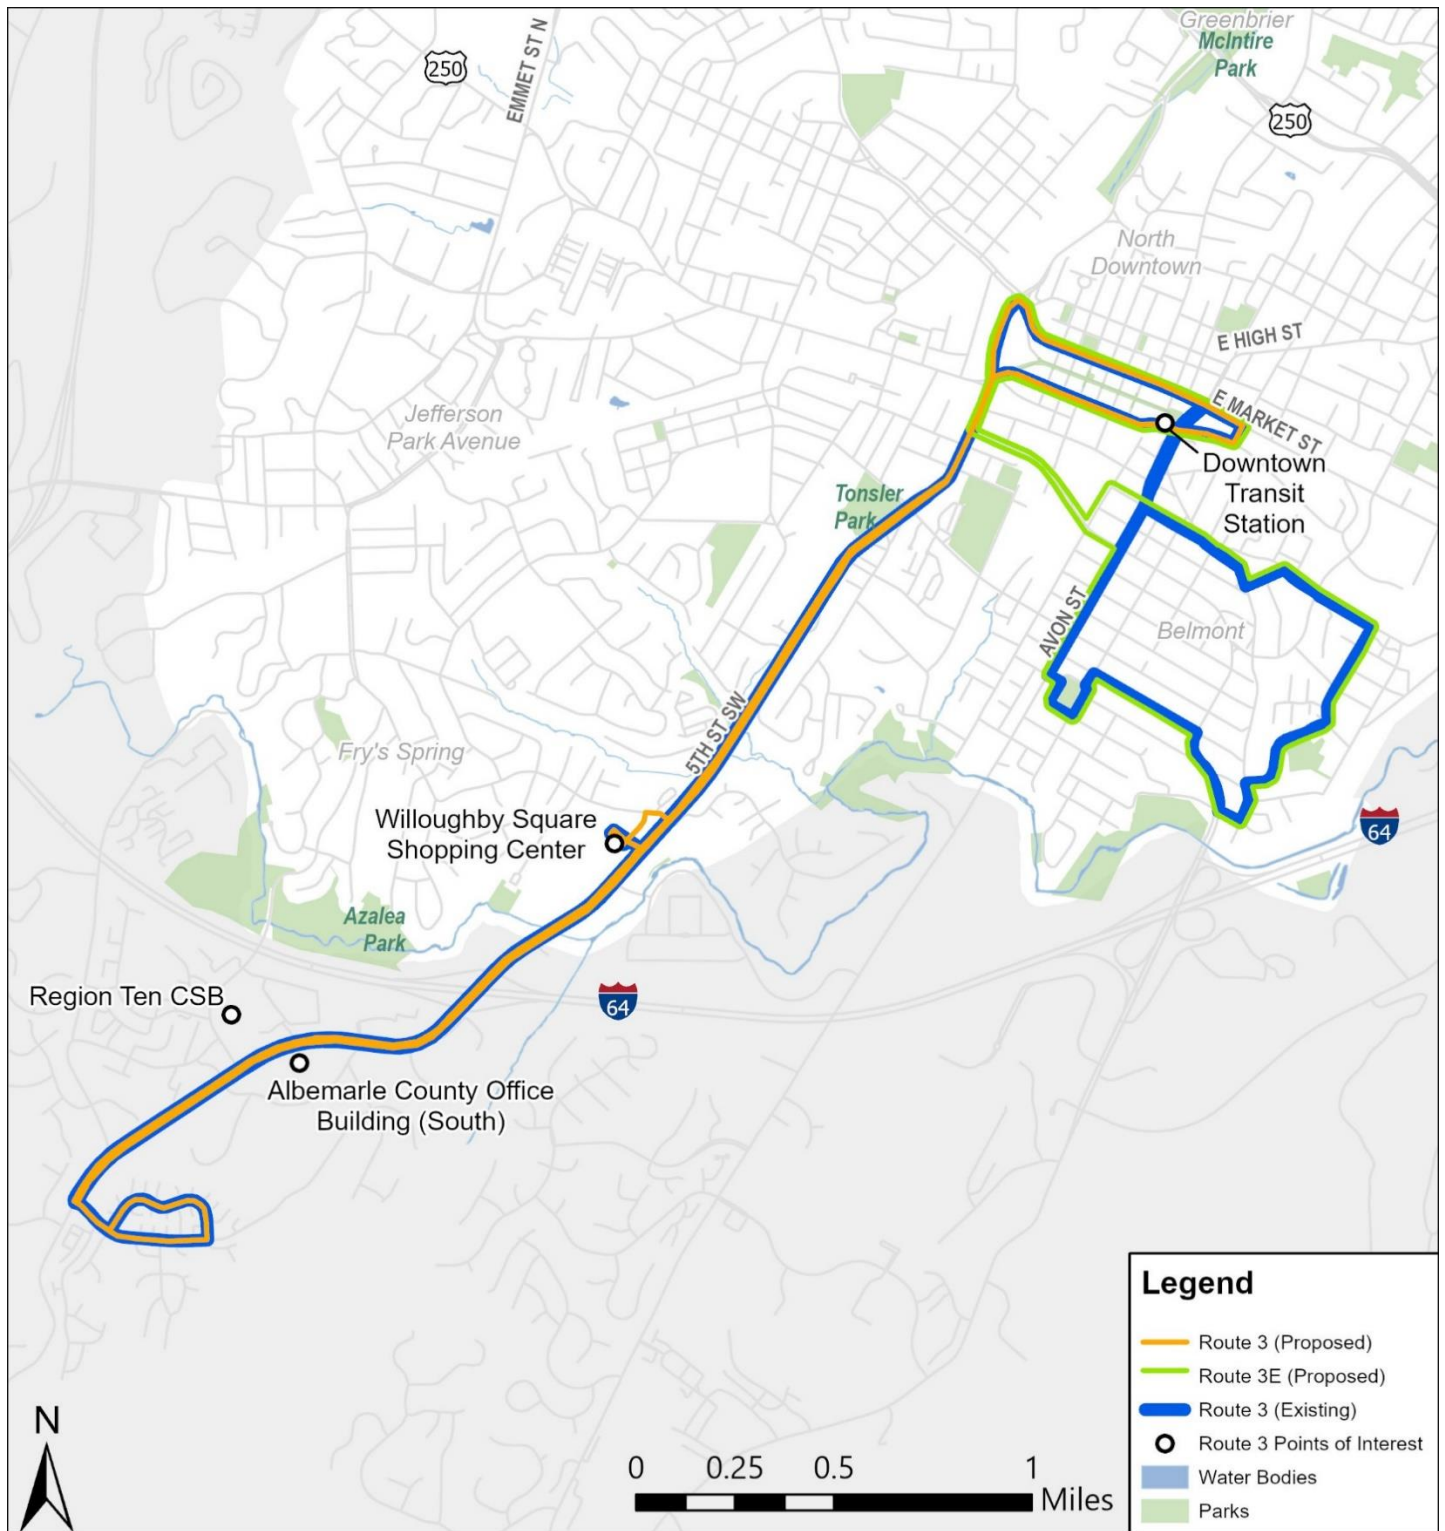 Greenbrier
McIntire
Park
250
EMMET ST N
250
North
Downtown
E HIGH ST
E MARKET ST
Jefferson
Park Avenue
Downtown
Transit
Station
Tonsler
Park
AVON ST
Belmont
5TH ST SW
Fry's Spring
Willoughby Square
Shopping Center
64
Azalea
Park
Region Ten CSB
64
Albemarle County Office
Building (South)
Legend
Route 3 (Proposed)
Route 3E (Proposed)
Route 3 (Existing)
Route 3 Points of Interest
Water Bodies
Parks
N
0 0.25 0.5 1
Miles